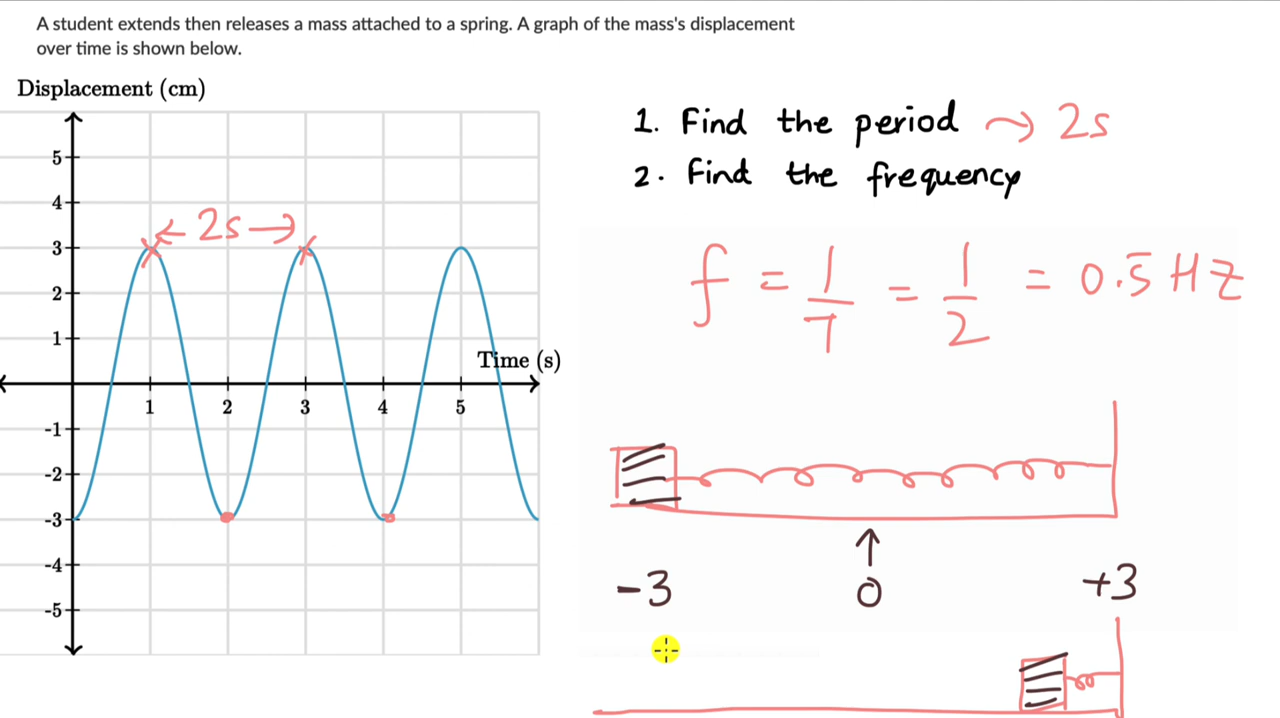 A student extends then releases a mass attached to a spring. A graph of the mass's displacement
over time is shown below.
Displacement (cm)
5
4
3
2
1
-1
-2
-3
-4
-5
1 2 3 4 5
Time (s)
← 2s →
1. Find the period → 2s
2. Find the frequency
f = 1/T = 1/2 = 0.5 HZ
-3 0 +3